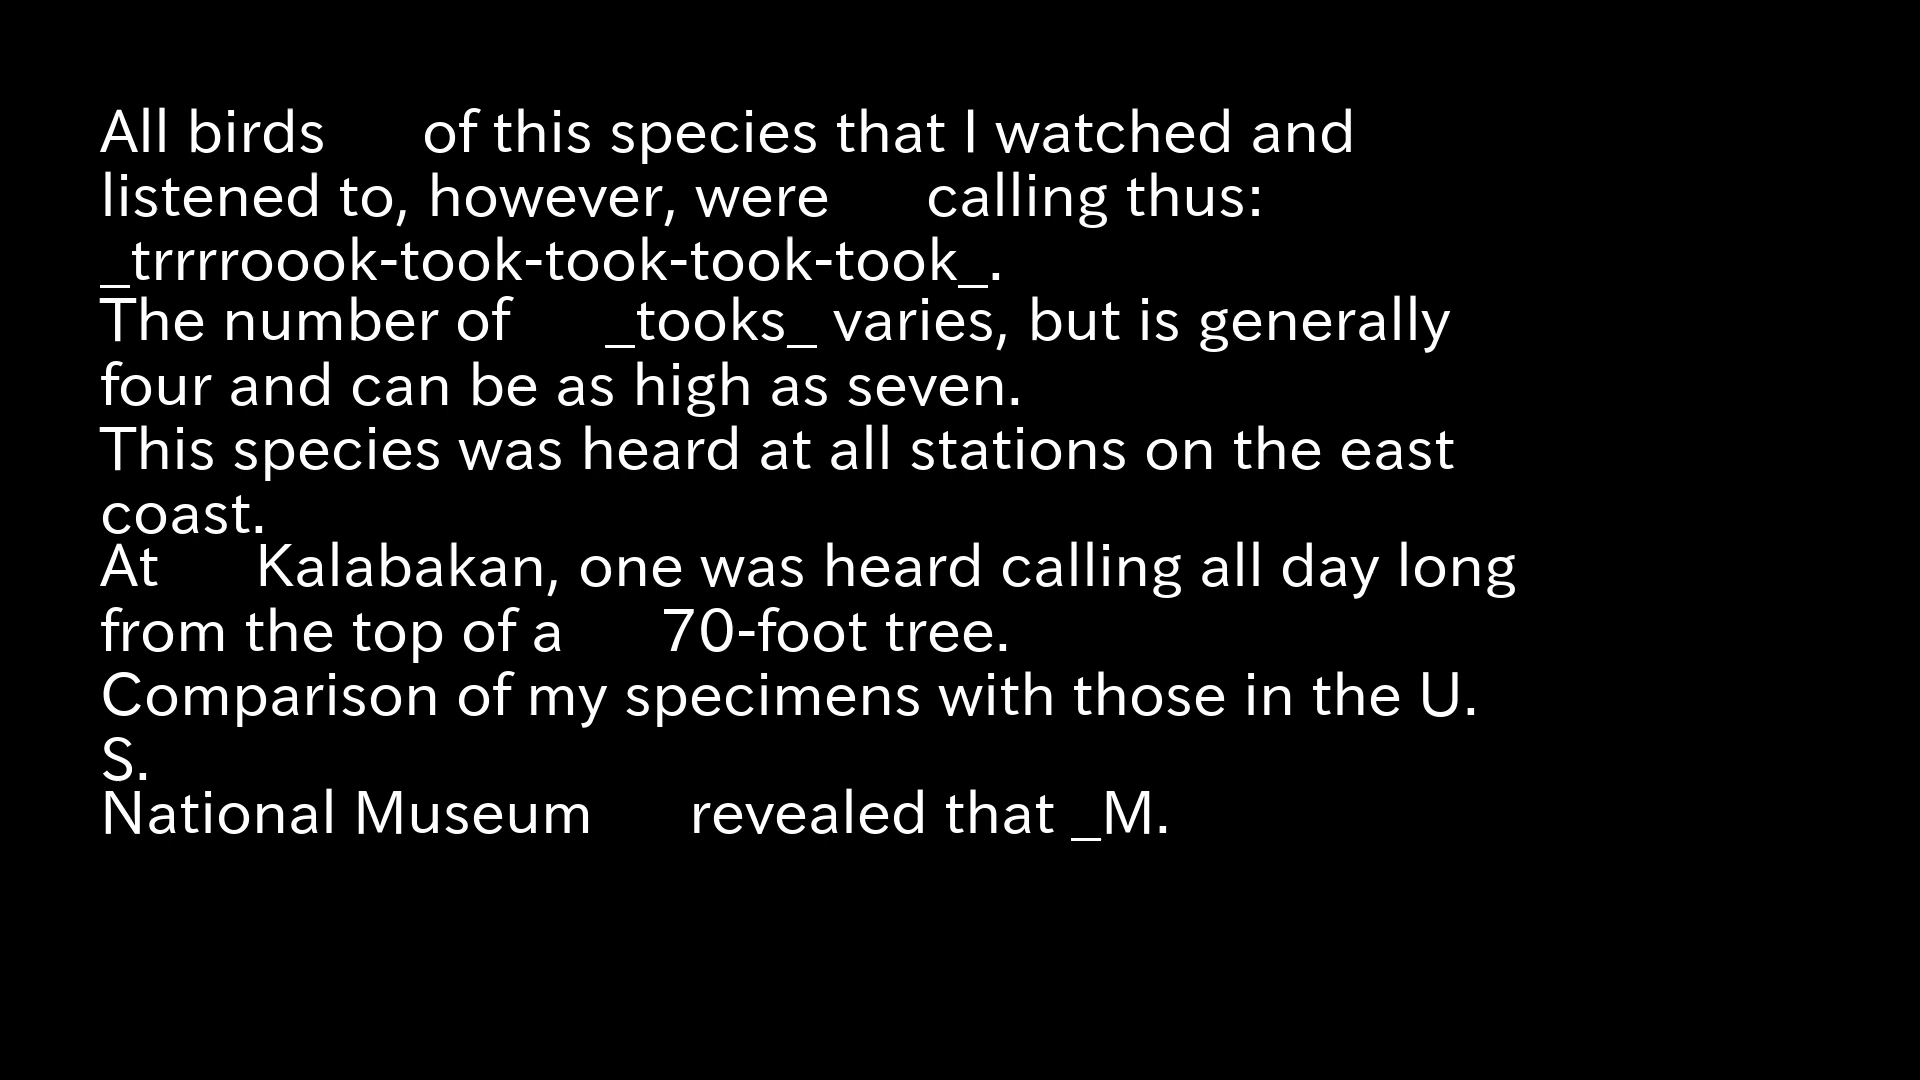 All birds      of this species that I watched and
listened to, however, were      calling thus:
_trrrroook-took-took-took-took_.
The number of      _tooks_ varies, but is generally
four and can be as high as seven.
This species was heard at all stations on the east
coast.
At      Kalabakan, one was heard calling all day long
from the top of a      70-foot tree.
Comparison of my specimens with those in the U.
S.
National Museum      revealed that _M.